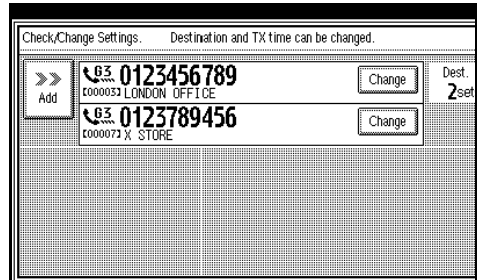 Check/Change Settings. Destination and TX time can be changed.
>> Add
G3 0123456789
[00003] LONDON OFFICE
Change
Dest. 2set
G3 0123789456
[00007] X STORE
Change